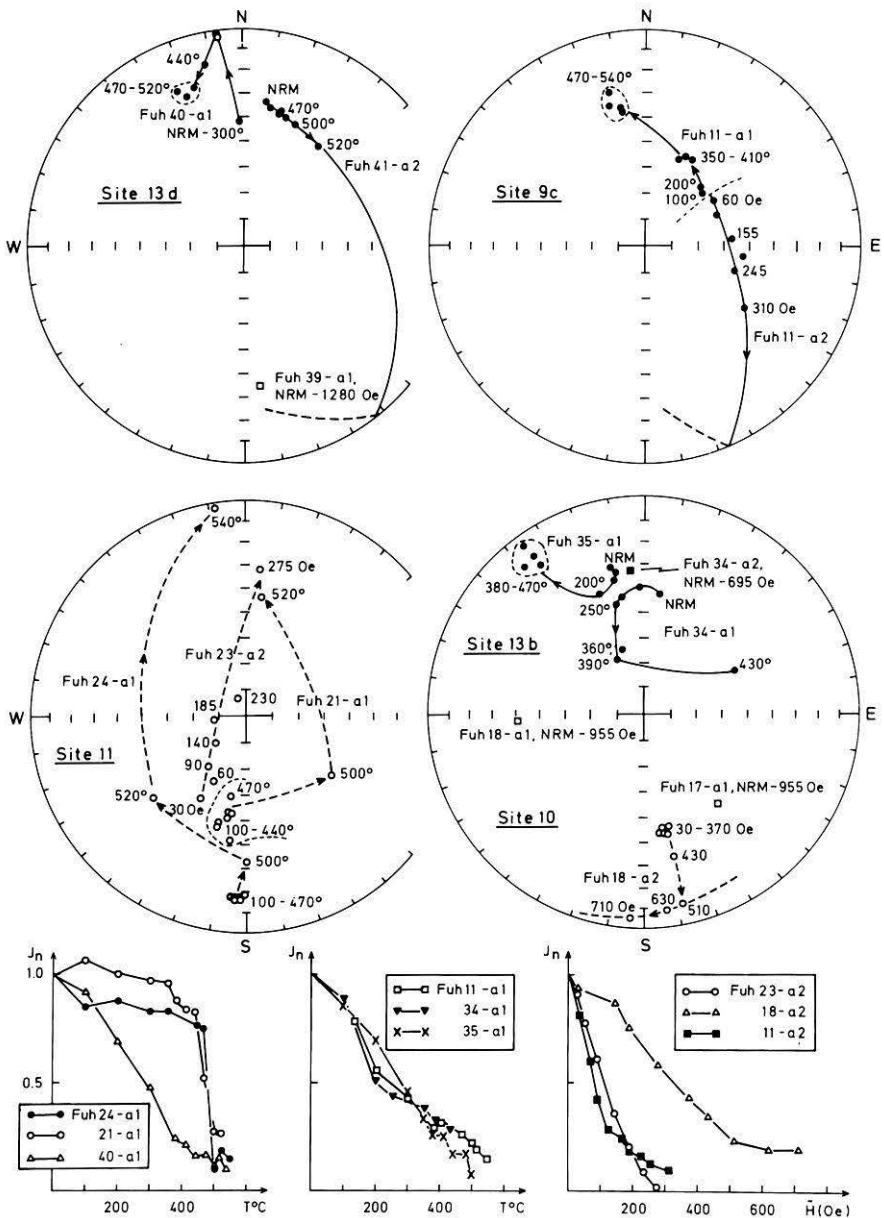 N
440°
470-520°
Fuh 40-a1
NRM-300°
NRM
470°
500°
520°
Fuh 41-a2
Site 13d
W
Fuh 39-a1,
NRM-1280 Oe
N
470-540°
Fuh 11-a1
350-410°
200°
100°
60 Oe
155
245
310 Oe
Fuh 11-a2
Site 9c
E
540°
275 Oe
520°
Fuh 23-a2
Fuh 24-a1
Fuh 21-a1
230
185
W
140
Site 11
90
60
470°
500°
520°
30 Oe
100-440°
500°
100-470°
S
Fuh 35-a1
NRM
Fuh 34-a2,
NRM-695 Oe
380-470°
200°
250°
NRM
Fuh 34-a1
Site 13b
360°
390°
430°
E
Fuh 18-a1, NRM-955 Oe
Fuh 17-a1, NRM-955 Oe
Site 10
30-370 Oe
430
Fuh 18-a2
630
710 Oe
510
S
Jn
1.0
0.5
Fuh 24-a1
21-a1
40-a1
200
400
T°C
Jn
Fuh 11-a1
34-a1
35-a1
200
400
T°C
Jn
Fuh 23-a2
18-a2
11-a2
200
400
600
H̃(Oe)